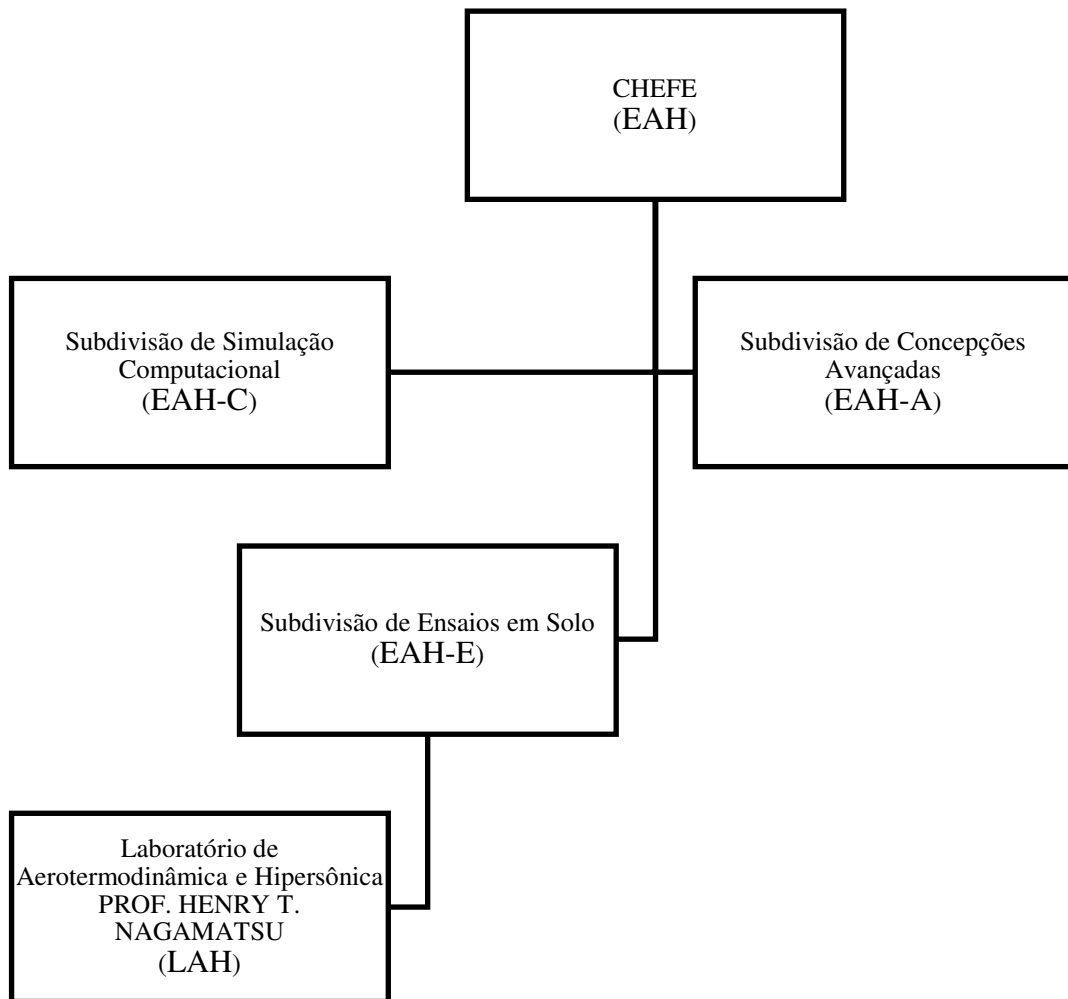 CHEFE
(EAH)
Subdivisão de Simulação
Computacional
(EAH-C)
Subdivisão de Concepções
Avançadas
(EAH-A)
Subdivisão de Ensaios em Solo
(EAH-E)
Laboratório de
Aerotermodinâmica e Hipersônica
PROF. HENRY T.
NAGAMATSU
(LAH)